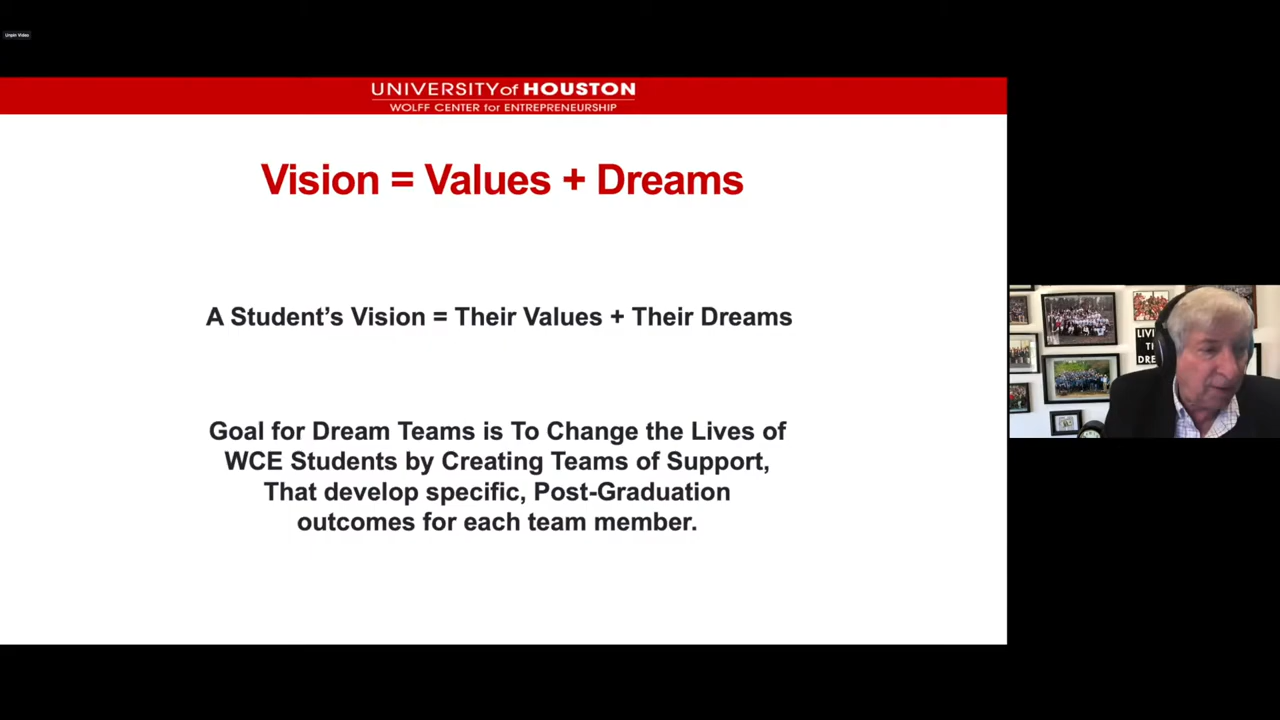 Unpin Video
UNIVERSITY of HOUSTON
WOLFF CENTER for ENTREPRENEURSHIP
Vision = Values + Dreams
A Student’s Vision = Their Values + Their Dreams
Goal for Dream Teams is To Change the Lives of
WCE Students by Creating Teams of Support,
That develop specific, Post-Graduation
outcomes for each team member.